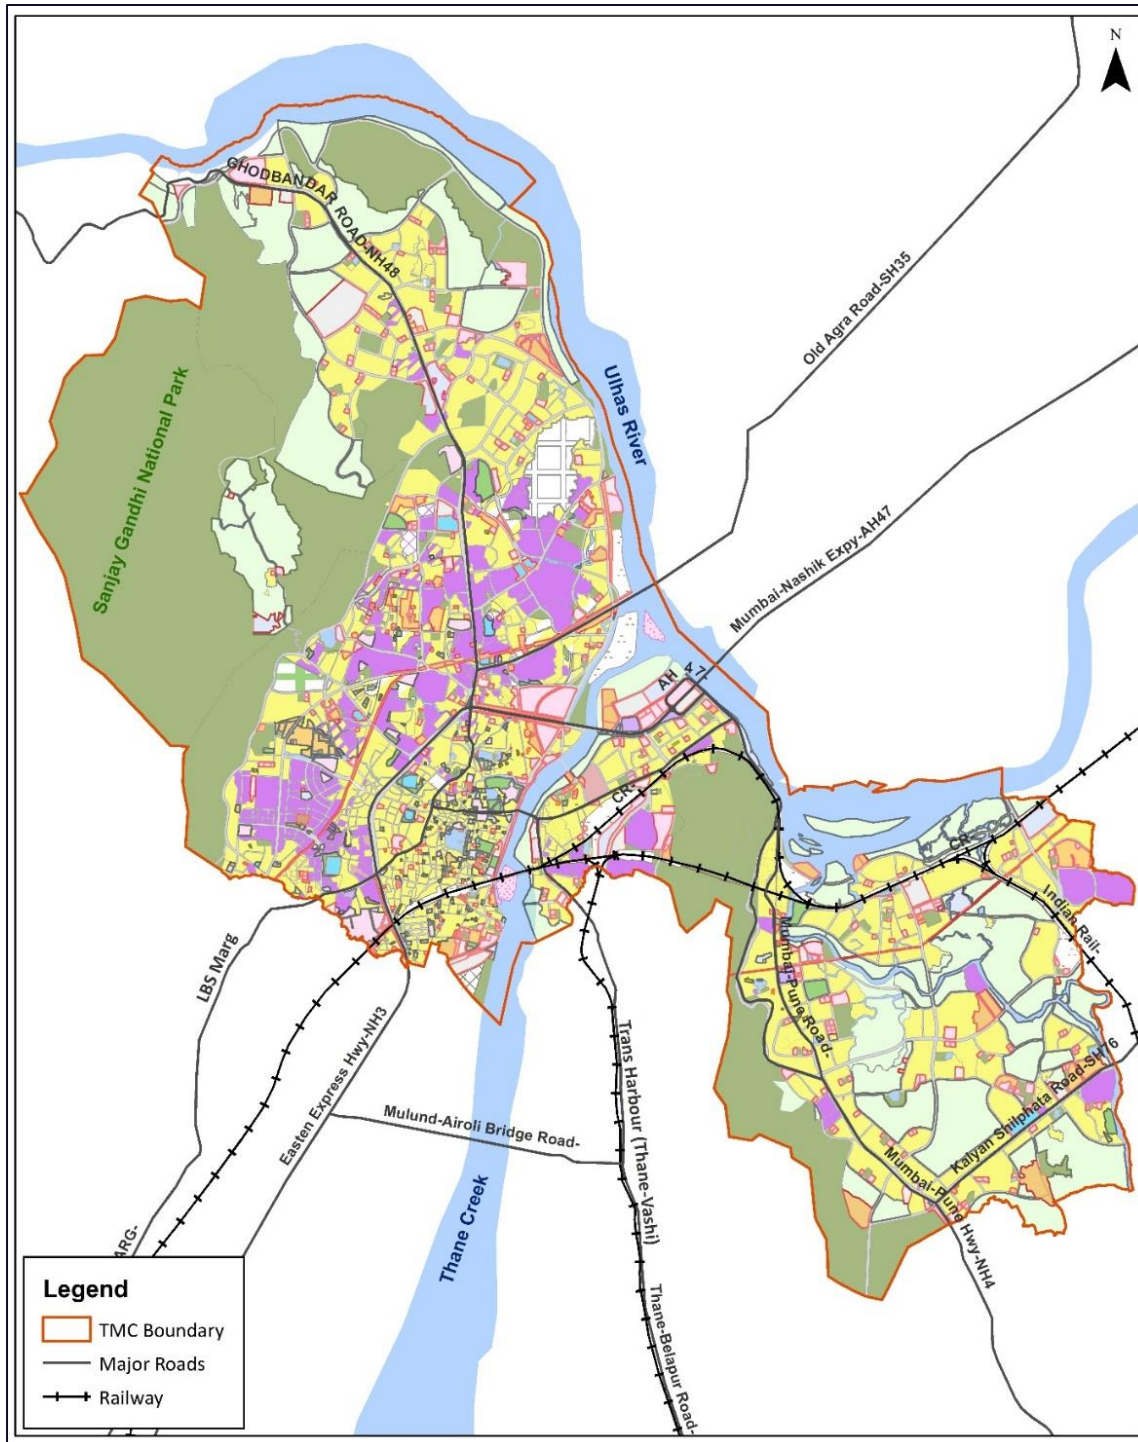 N
GHODBANDAR ROAD-NH48
Old Agra Road-SH35
Sanjay Gandhi National Park
Ulhas River
Mumbai-Nashik Expy-AH47
AH 47-
CR-
CR-
Indian Rail-
Mumbai-Pune Road-
LBS Marg
Easten Express Hwy-NH3
Trans Harbour (Thane-Vashi)
Kalyan Shilphata Road-SH76
Mulund-Airoli Bridge Road-
Mumbai-Pune Hwy-NH4
Thane Creek
ARG-
Thane-Belapur Road-
Legend
TMC Boundary
Major Roads
Railway